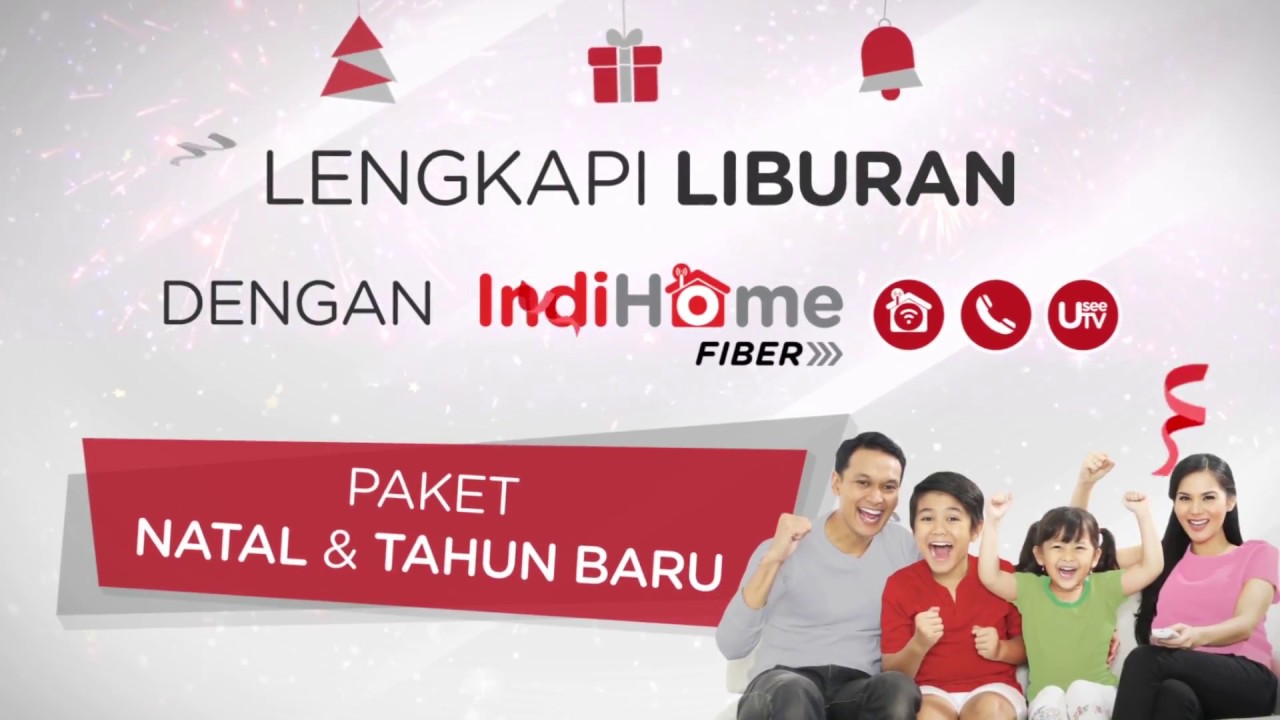 LENGKAPI LIBURAN
DENGAN IndiHome
FIBER
UseeTV
PAKET
NATAL & TAHUN BARU